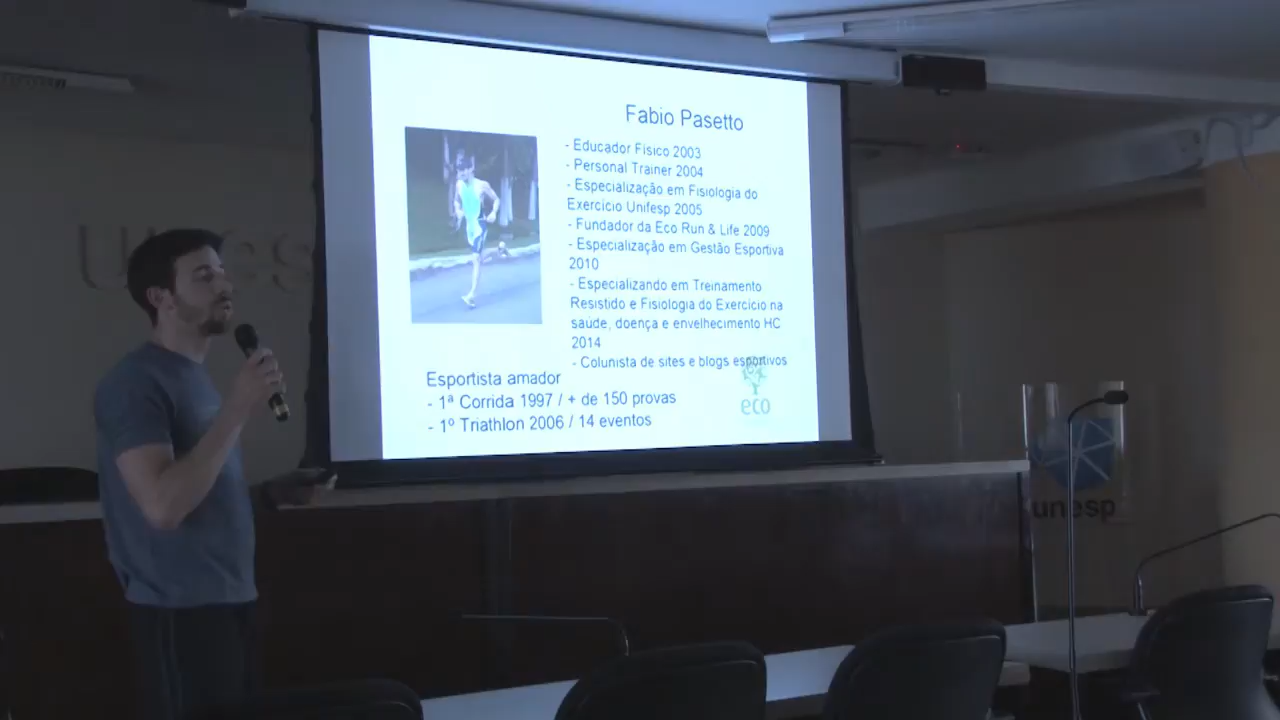 Fabio Pasetto
- Educador Físico 2003
- Personal Trainer 2004
- Especialização em Fisiologia do
Exercício Unifesp 2005
- Fundador da Eco Run & Life 2009
- Especialização em Gestão Esportiva
2010
- Especializando em Treinamento
Resistido e Fisiologia do Exercício na
saúde, doença e envelhecimento HC
2014
- Colunista de sites e blogs esportivos
Esportista amador
- 1ª Corrida 1997 / + de 150 provas
- 1º Triathlon 2006 / 14 eventos
eco
unesp